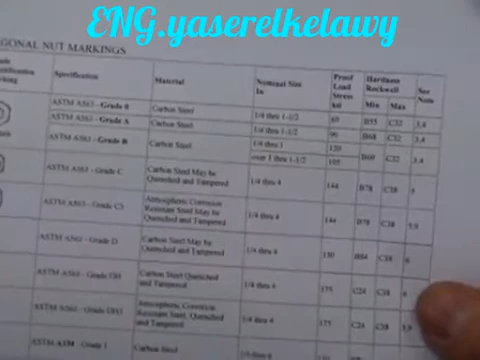 ENG.yaserelkelawy
GONAL NUT MARKINGS
Specification Material Nominal Size In Proof Load Stress ksi Hardness Rockwell Min Max See Note
ASTM A563 - Grade 0 Carbon Steel 1/4 thru 1-1/2 69 B55 C32 3,4
ASTM A563 - Grade A Carbon Steel 1/4 thru 1-1/2 90 B68 C32 3,4
ASTM A563 - Grade B Carbon Steel 1/4 thru 1 120 B69 C32 3,4
over 1 thru 1-1/2 105
ASTM A563 - Grade C Carbon Steel May be Quenched and Tempered 1/4 thru 4 144 B78 C38 5
ASTM A563 - Grade C3 Atmospheric Corrosion Resistant Steel May be Quenched and Tempered 1/4 thru 4 144 B78 C38 5,9
ASTM A563 - Grade D Carbon Steel May be Quenched and Tempered 1/4 thru 4 150 B84 C38 6
ASTM A563 - Grade DH Carbon Steel Quenched and Tempered 1/4 thru 4 175 C24 C38 6
ASTM A563 - Grade DH3 Atmospheric Corrosion Resistant Steel, Quenched and Tempered 1/4 thru 4 175 C24 C38 5,9
ASTM A194 - Grade 1 Carbon Steel